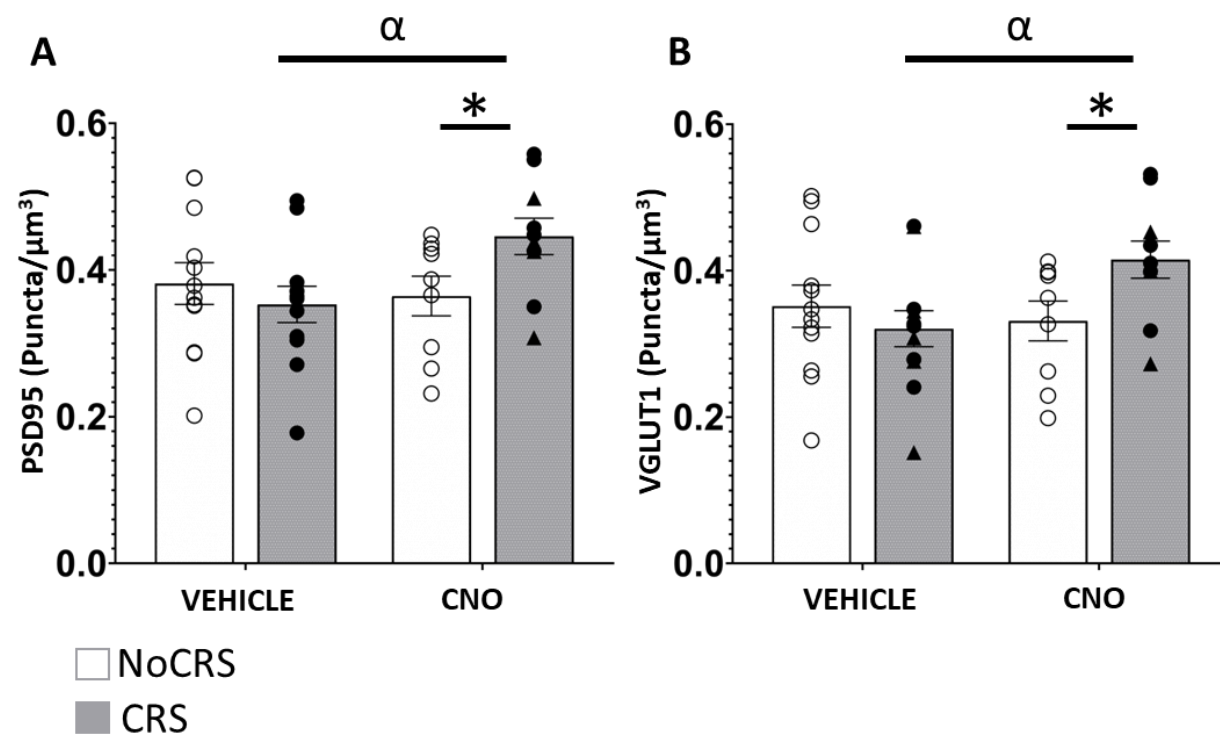 A
α
*
PSD95 (Puncta/μm³)
0.6
0.4
0.2
0.0
VEHICLE
CNO
B
α
*
VGLUT1 (Puncta/μm³)
0.6
0.4
0.2
0.0
VEHICLE
CNO
NoCRS
CRS